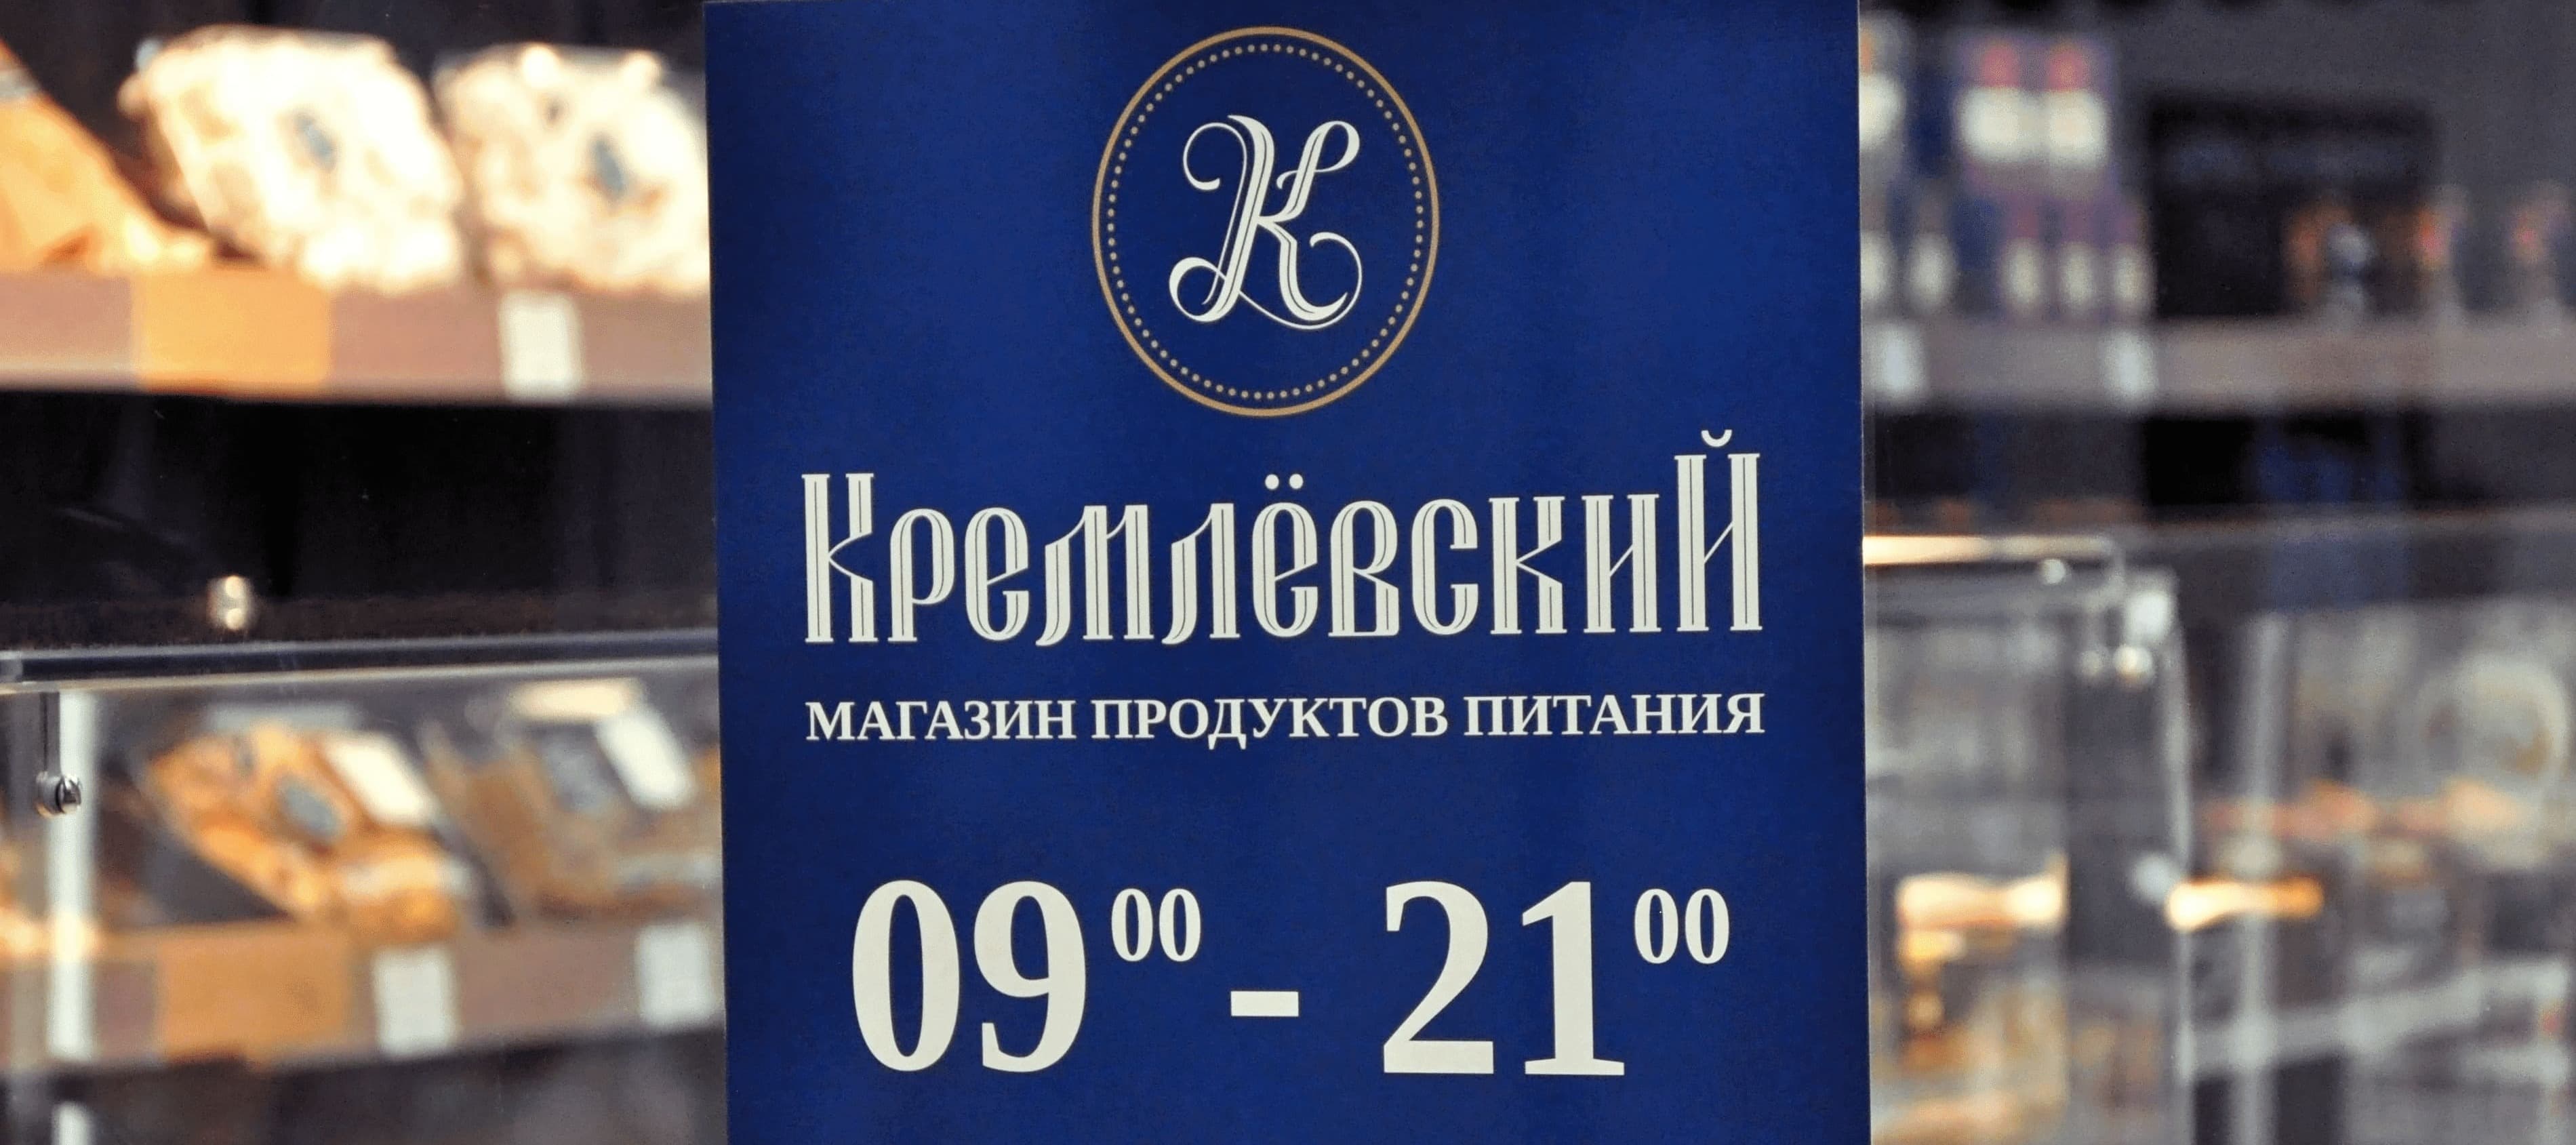 К
Кремлёвский
МАГАЗИН ПРОДУКТОВ ПИТАНИЯ
09⁰⁰ - 21⁰⁰